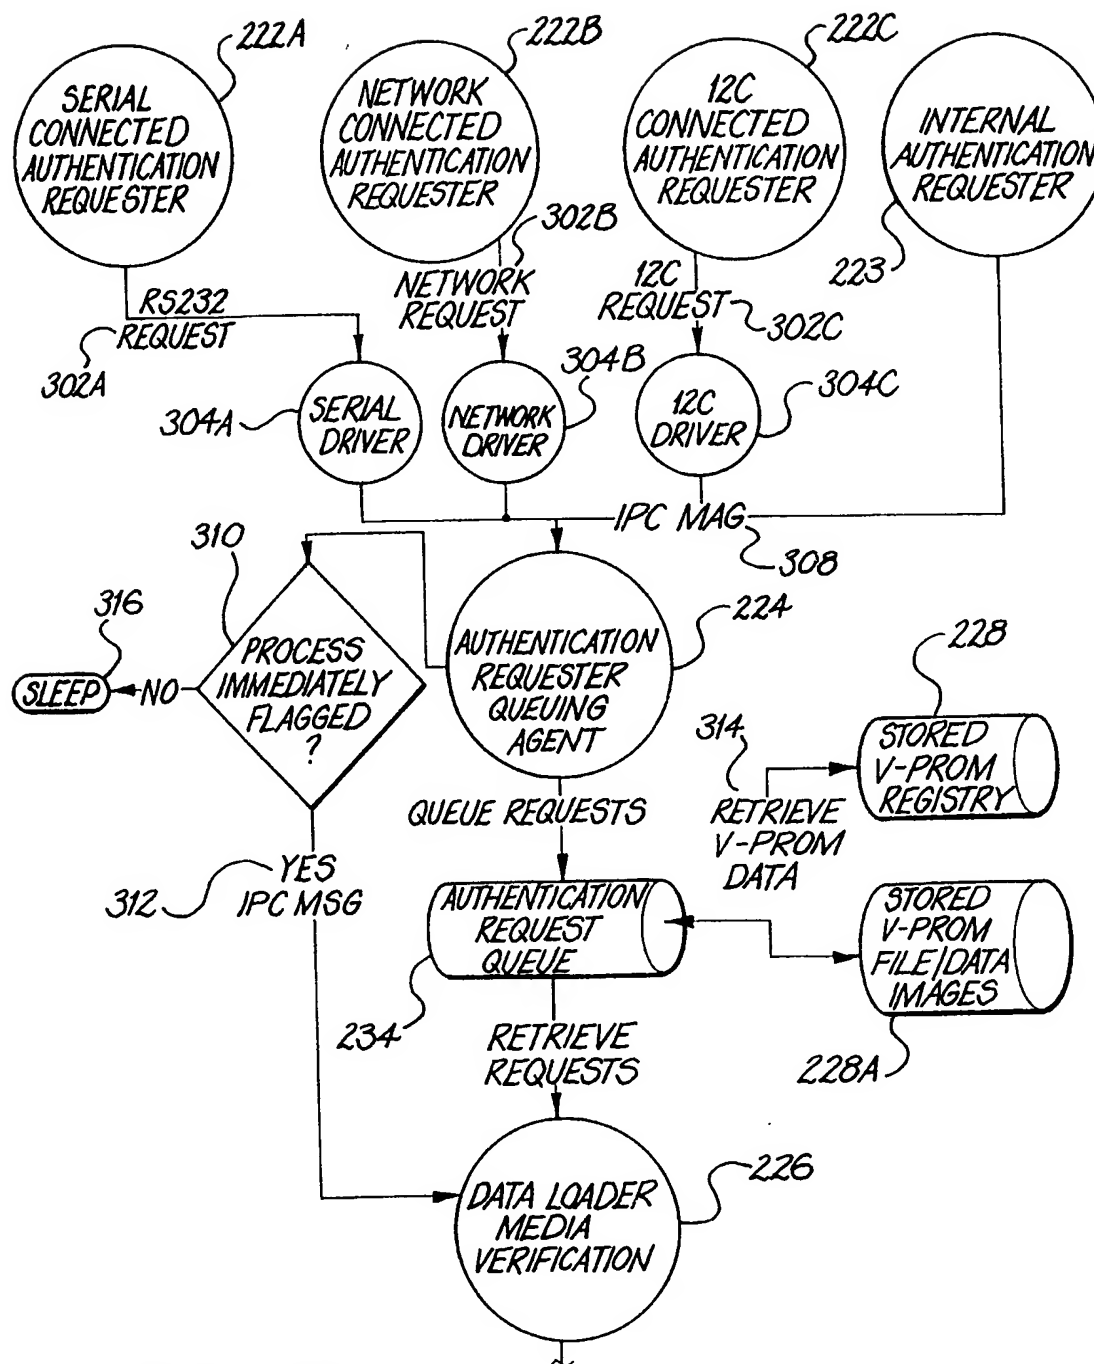 222A
222B
222C
SERIAL
CONNECTED
AUTHENTICATION
REQUESTER
NETWORK
CONNECTED
AUTHENTICATION
REQUESTER
12C
CONNECTED
AUTHENTICATION
REQUESTER
INTERNAL
AUTHENTICATION
REQUESTER
223
RS232
REQUEST
302A
302B
NETWORK
REQUEST
12C
REQUEST
302C
304A
SERIAL
DRIVER
304B
NETWORK
DRIVER
304C
12C
DRIVER
IPC MAG
308
310
316
SLEEP
NO
PROCESS
IMMEDIATELY
FLAGGED
?
AUTHENTICATION
REQUESTER
QUEUING
AGENT
224
228
STORED
V-PROM
REGISTRY
314
RETRIEVE
V-PROM
DATA
QUEUE REQUESTS
312
YES
IPC MSG
AUTHENTICATION
REQUEST
QUEUE
234
STORED
V-PROM
FILE/DATA
IMAGES
228A
RETRIEVE
REQUESTS
DATA LOADER
MEDIA
VERIFICATION
226